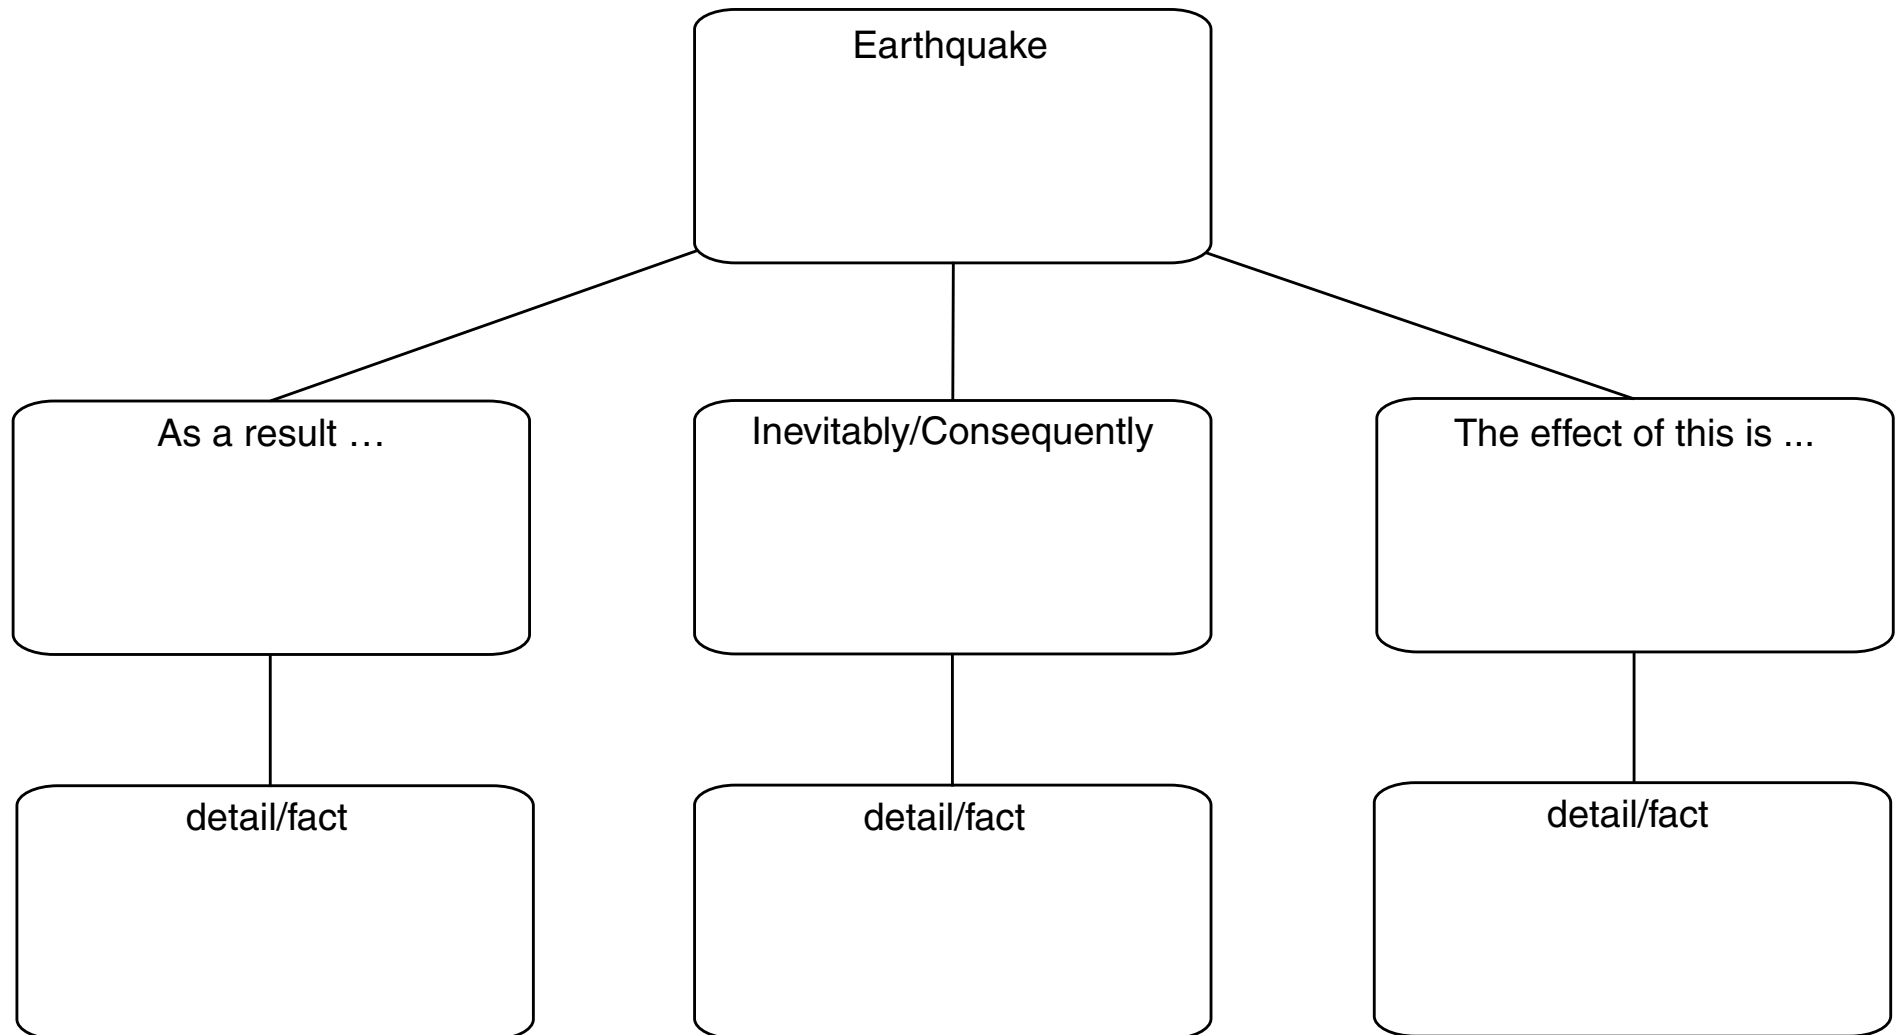 Earthquake
As a result …
Inevitably/Consequently
The effect of this is ...
detail/fact
detail/fact
detail/fact